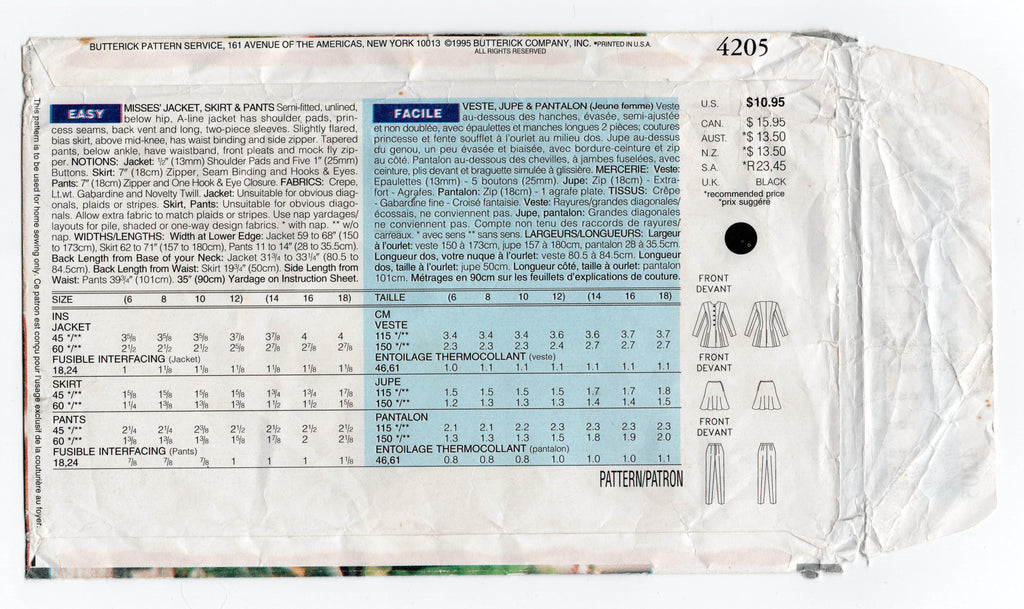 BUTTERICK PATTERN SERVICE, 161 AVENUE OF THE AMERICAS, NEW YORK 10013 ©1995 BUTTERICK COMPANY, INC. *PRINTED IN U.S.A.
ALL RIGHTS RESERVED
4205
This pattern is to be used for home sewing only. Ce patron est conçu pour l'usage exclusif de la couturière au foyer.
EASY MISSES' JACKET, SKIRT & PANTS Semi-fitted, unlined,
below hip, A-line jacket has shoulder pads, prin-
cess seams, back vent and long, two-piece sleeves. Slightly flared,
bias skirt, above mid-knee, has waist binding and side zipper. Tapered
pants, below ankle, have waistband, front pleats and mock fly zip-
per. NOTIONS: Jacket: ½" (13mm) Shoulder Pads and Five 1" (25mm)
Buttons. Skirt: 7" (18cm) Zipper, Seam Binding and Hooks & Eyes.
Pants: 7" (18cm) Zipper and One Hook & Eye Closure. FABRICS: Crepe,
Lt.wt. Gabardine and Novelty Twill. Jacket: Unsuitable for obvious diag-
onals, plaids or stripes. Skirt, Pants: Unsuitable for obvious diago-
nals. Allow extra fabric to match plaids or stripes. Use nap yardages/
layouts for pile, shaded or one-way design fabrics. * with nap. ** w/o
nap. WIDTHS/LENGTHS: Width at Lower Edge: Jacket 59 to 68" (150
to 173cm), Skirt 62 to 71" (157 to 180cm), Pants 11 to 14" (28 to 35.5cm).
Back Length from Base of your Neck: Jacket 31¾ to 33¼" (80.5 to
84.5cm). Back Length from Waist: Skirt 19¾" (50cm). Side Length from
Waist: Pants 39¾" (101cm). 35" (90cm) Yardage on Instruction Sheet.
SIZE (6 8 10 12) (14 16 18)
INS
JACKET
45 */** 3⅝ 3⅝ 3⅝ 3⅞ 3⅞ 4 4
60 */** 2½ 2½ 2½ 2⅝ 2⅞ 2⅞ 2⅞
FUSIBLE INTERFACING (Jacket)
18,24 1 1⅛ 1⅛ 1⅛ 1⅛ 1⅛ 1⅛
SKIRT
45 */** 1⅝ 1⅝ 1⅝ 1⅝ 1¾ 1¾ 1⅞
60 */** 1¼ 1⅜ 1⅜ 1⅜ 1½ 1½ 1⅝
PANTS
45 */** 2¼ 2¼ 2⅜ 2½ 2½ 2½ 2½
60 */** 1⅜ 1⅜ 1⅜ 1⅝ 1⅞ 2 2⅛
FUSIBLE INTERFACING (Pants)
18,24 ⅞ ⅞ ⅞ 1 1 1 1⅛
FACILE VESTE, JUPE & PANTALON (Jeune femme) Veste
au-dessous des hanches, évasée, semi-ajustée
et non doublée, avec épaulettes et manches longues 2 pièces; coutures
princesse et fente soufflet à l'ourlet au milieu dos. Jupe au-dessus
du genou, un peu évasée et biaisée, avec bordure-ceinture et zip
au côté. Pantalon au-dessous des chevilles, à jambes fuselées, avec
ceinture, plis devant et braguette simulée à glissière. MERCERIE: Veste:
Epaulettes (13mm) - 5 boutons (25mm). Jupe: Zip (18cm) - Extra-
fort - Agrafes. Pantalon: Zip (18cm) - 1 agrafe plate. TISSUS: Crêpe
- Gabardine fine - Croisé fantaisie. Veste: Rayures/grandes diagonales/
écossais, ne conviennent pas. Jupe, pantalon: Grandes diagonales
ne conviennent pas. Compte non tenu des raccords de rayures/
carreaux. * avec sens ** sans sens. LARGEURS/LONGUEURS: Largeur
à l'ourlet: veste 150 à 173cm, jupe 157 à 180cm, pantalon 28 à 35.5cm.
Longueur dos, votre nuque à l'ourlet: veste 80.5 à 84.5cm. Longueur
dos, taille à l'ourlet: jupe 50cm. Longueur côté, taille à ourlet: pantalon
101cm. Métrages en 90cm sur les feuillets d'explications de couture.
TAILLE (6 8 10 12) (14 16 18)
CM
VESTE
115 */** 3.4 3.4 3.4 3.6 3.6 3.7 3.7
150 */** 2.3 2.3 2.3 2.4 2.7 2.7 2.7
ENTOILAGE THERMOCOLLANT (veste)
46,61 1.0 1.1 1.1 1.1 1.1 1.1 1.1
JUPE
115 */** 1.5 1.5 1.5 1.5 1.7 1.7 1.8
150 */** 1.2 1.3 1.3 1.3 1.4 1.4 1.5
PANTALON
115 */** 2.1 2.1 2.2 2.3 2.3 2.3 2.3
150 */** 1.3 1.3 1.3 1.5 1.8 1.9 2.0
ENTOILAGE THERMOCOLLANT (pantalon)
46,61 0.8 0.8 0.8 1.0 1.0 1.0 1.1
PATTERN/PATRON
U.S. $10.95
CAN. $ 15.95
AUST. *$ 13.50
N.Z. *$ 13.50
S.A. *R23,45
U.K. BLACK
*recommended price
*prix suggéré
FRONT
DEVANT
FRONT
DEVANT
FRONT
DEVANT